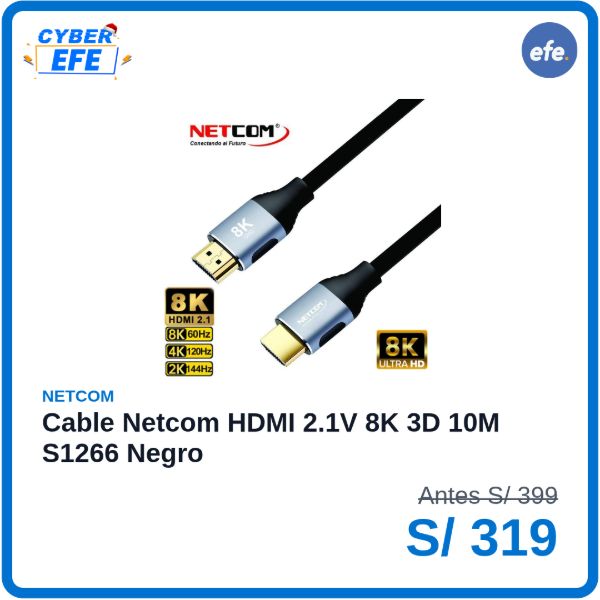 CYBER
EFE
efe.
NETCOM®
Conectando al Futuro
8K
NETCOM
8K
HDMI 2.1
8K 60Hz
4K 120Hz
2K 144Hz
8K
ULTRA HD
NETCOM
Cable Netcom HDMI 2.1V 8K 3D 10M
S1266 Negro
Antes S/ 399
S/ 319